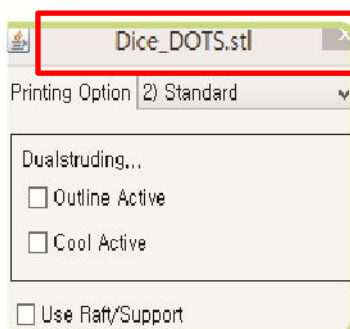 Dice_DOTS.stl
Printing Option 2) Standard
Dualstruding...
Outline Active
Cool Active
Use Raft/Support